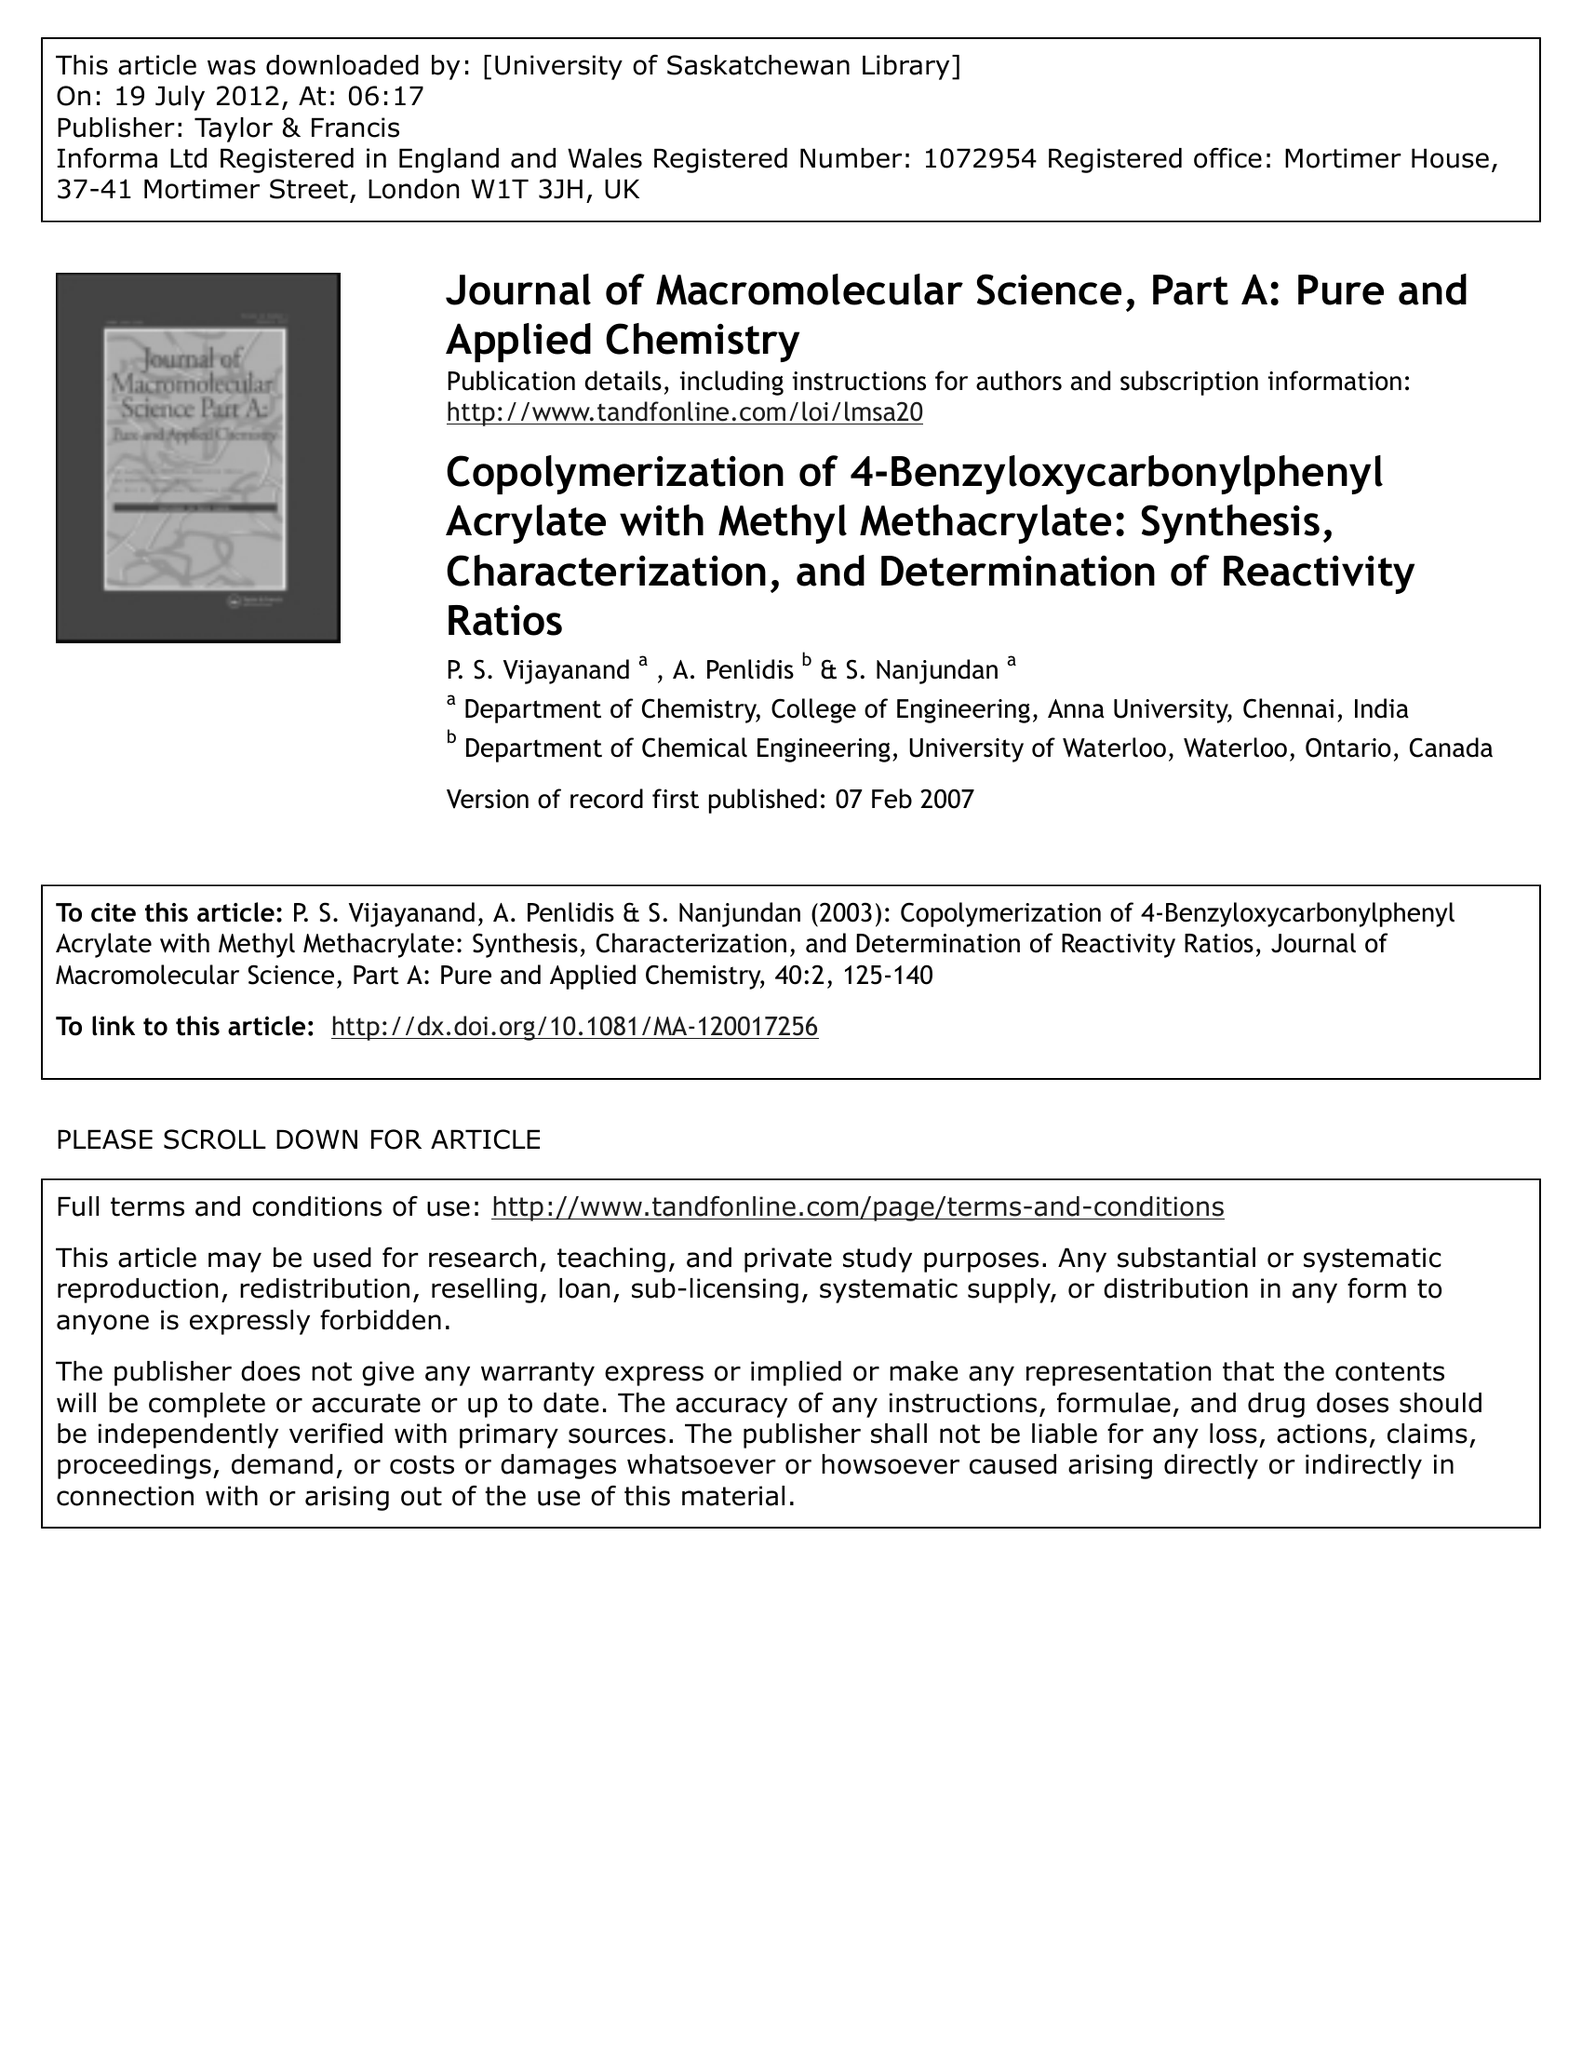 This article was downloaded by: [University of Saskatchewan Library]
On: 19 July 2012, At: 06:17
Publisher: Taylor & Francis
Informa Ltd Registered in England and Wales Registered Number: 1072954 Registered office: Mortimer House,
37-41 Mortimer Street, London W1T 3JH, UK
Journal of
Macromolecular
Science Part A:
Pure and Applied Chemistry
Journal of Macromolecular Science, Part A: Pure and
Applied Chemistry
Publication details, including instructions for authors and subscription information:
http://www.tandfonline.com/loi/lmsa20
Copolymerization of 4-Benzyloxycarbonylphenyl
Acrylate with Methyl Methacrylate: Synthesis,
Characterization, and Determination of Reactivity
Ratios
P. S. Vijayanand a , A. Penlidis b & S. Nanjundan a
a Department of Chemistry, College of Engineering, Anna University, Chennai, India
b Department of Chemical Engineering, University of Waterloo, Waterloo, Ontario, Canada
Version of record first published: 07 Feb 2007
To cite this article: P. S. Vijayanand, A. Penlidis & S. Nanjundan (2003): Copolymerization of 4-Benzyloxycarbonylphenyl
Acrylate with Methyl Methacrylate: Synthesis, Characterization, and Determination of Reactivity Ratios, Journal of
Macromolecular Science, Part A: Pure and Applied Chemistry, 40:2, 125-140
To link to this article: http://dx.doi.org/10.1081/MA-120017256
PLEASE SCROLL DOWN FOR ARTICLE
Full terms and conditions of use: http://www.tandfonline.com/page/terms-and-conditions
This article may be used for research, teaching, and private study purposes. Any substantial or systematic
reproduction, redistribution, reselling, loan, sub-licensing, systematic supply, or distribution in any form to
anyone is expressly forbidden.
The publisher does not give any warranty express or implied or make any representation that the contents
will be complete or accurate or up to date. The accuracy of any instructions, formulae, and drug doses should
be independently verified with primary sources. The publisher shall not be liable for any loss, actions, claims,
proceedings, demand, or costs or damages whatsoever or howsoever caused arising directly or indirectly in
connection with or arising out of the use of this material.